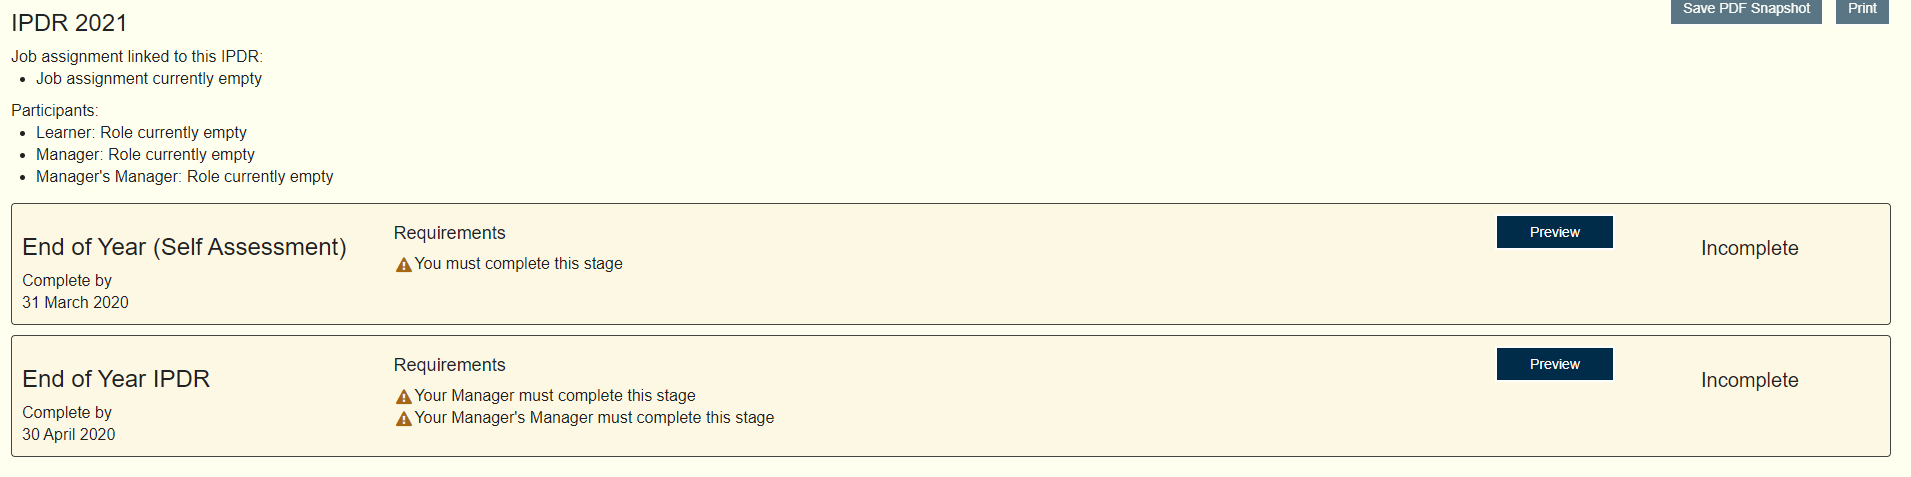 Save PDF Snapshot
Print
IPDR 2021
Job assignment linked to this IPDR:
Job assignment currently empty
Participants:
Learner: Role currently empty
Manager: Role currently empty
Manager's Manager: Role currently empty
End of Year (Self Assessment)
Complete by
31 March 2020
Requirements
You must complete this stage
Preview
Incomplete
End of Year IPDR
Complete by
30 April 2020
Requirements
Your Manager must complete this stage
Your Manager's Manager must complete this stage
Preview
Incomplete